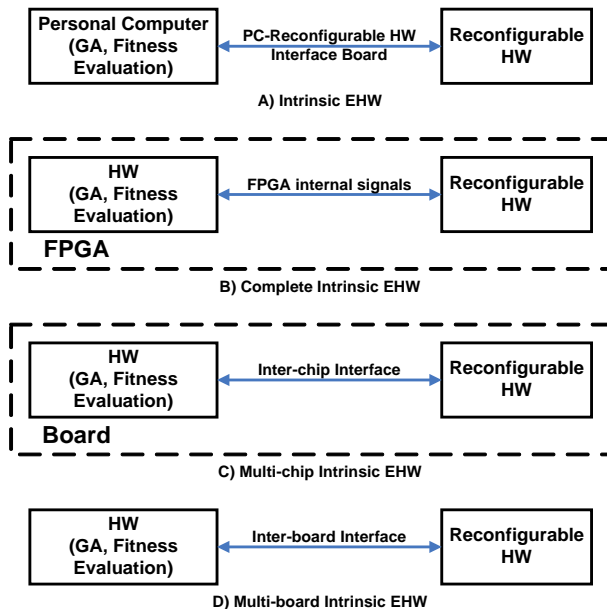 Personal Computer
(GA, Fitness
Evaluation)
PC-Reconfigurable HW
Interface Board
Reconfigurable
HW
A) Intrinsic EHW
HW
(GA, Fitness
Evaluation)
FPGA internal signals
Reconfigurable
HW
FPGA
B) Complete Intrinsic EHW
HW
(GA, Fitness
Evaluation)
Inter-chip Interface
Reconfigurable
HW
Board
C) Multi-chip Intrinsic EHW
HW
(GA, Fitness
Evaluation)
Inter-board Interface
Reconfigurable
HW
D) Multi-board Intrinsic EHW